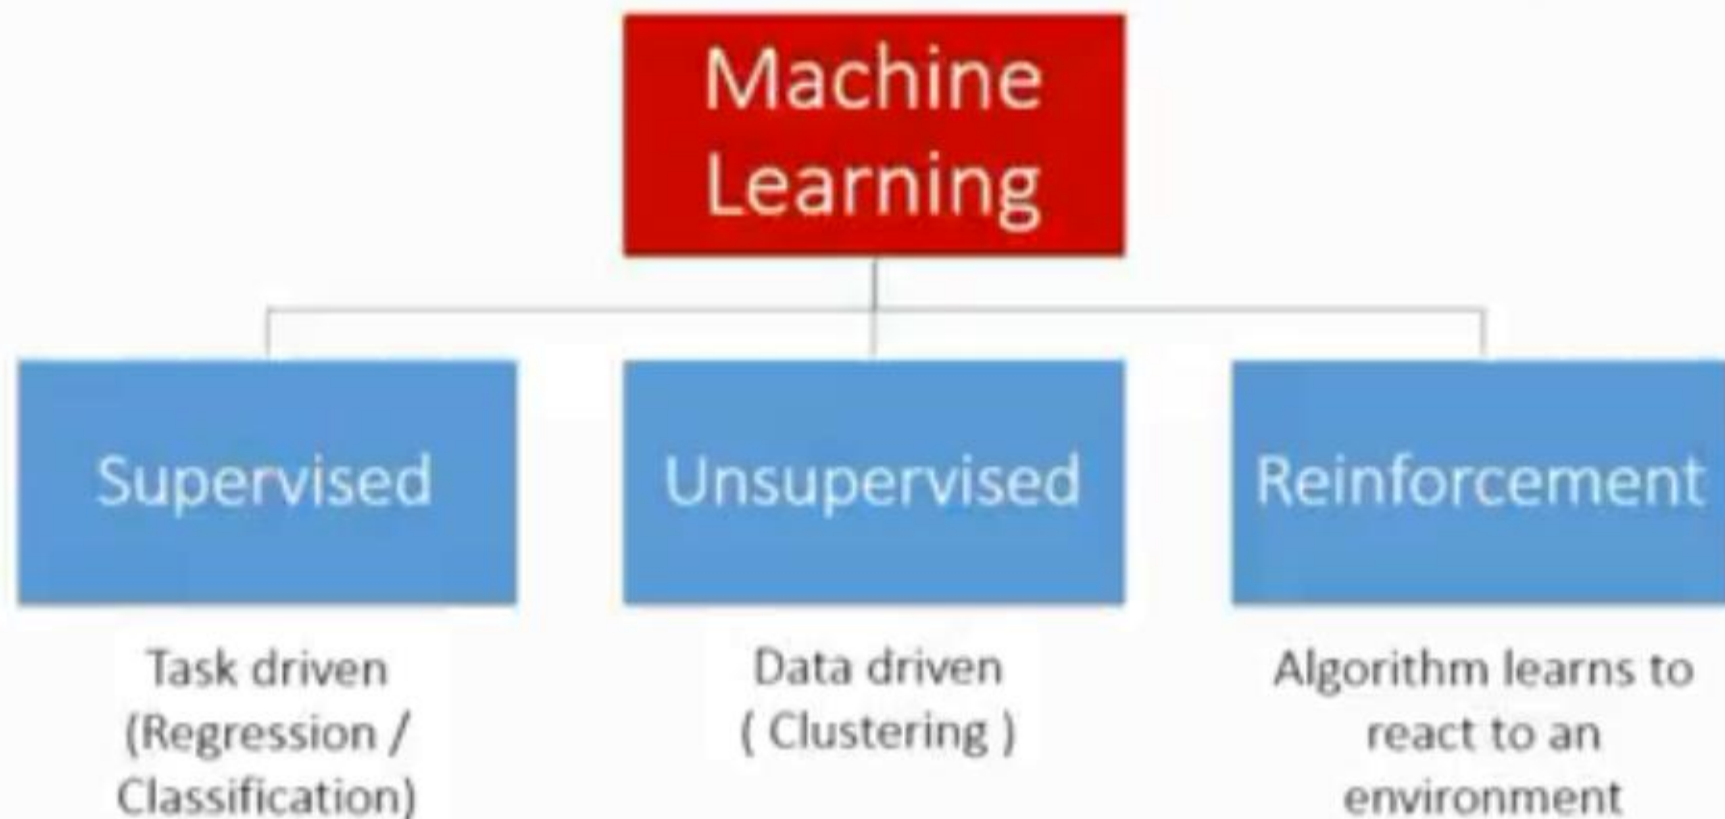 Machine
Learning
Supervised
Unsupervised
Reinforcement
Task driven
(Regression /
Classification)
Data driven
( Clustering )
Algorithm learns to
react to an
environment